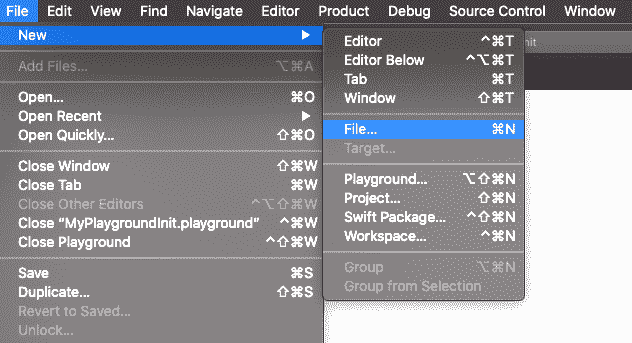 File Edit View Find Navigate Editor Product Debug Source Control Window
New ▶
Add Files... ⌥⌘A
Open... ⌘O
Open Recent ▶
Open Quickly... ⇧⌘O
Close Window ⇧⌘W
Close Tab ⌘W
Close Other Editors ^⌥⇧⌘W
Close “MyPlaygroundInit.playground” ^⌘W
Close Playground ^⇧⌘W
Save ⌘S
Duplicate... ⇧⌘S
Revert to Saved...
Unlock...
Editor ^⌘T
Editor Below ^⌥⌘T
Tab ⌘T
Window ⇧⌘T
File... ⌘N
Target...
Playground... ⌥⇧⌘N
Project... ⇧⌘N
Swift Package... ^⇧⌘N
Workspace... ^⌘N
Group ⌥⌘N
Group from Selection
nit